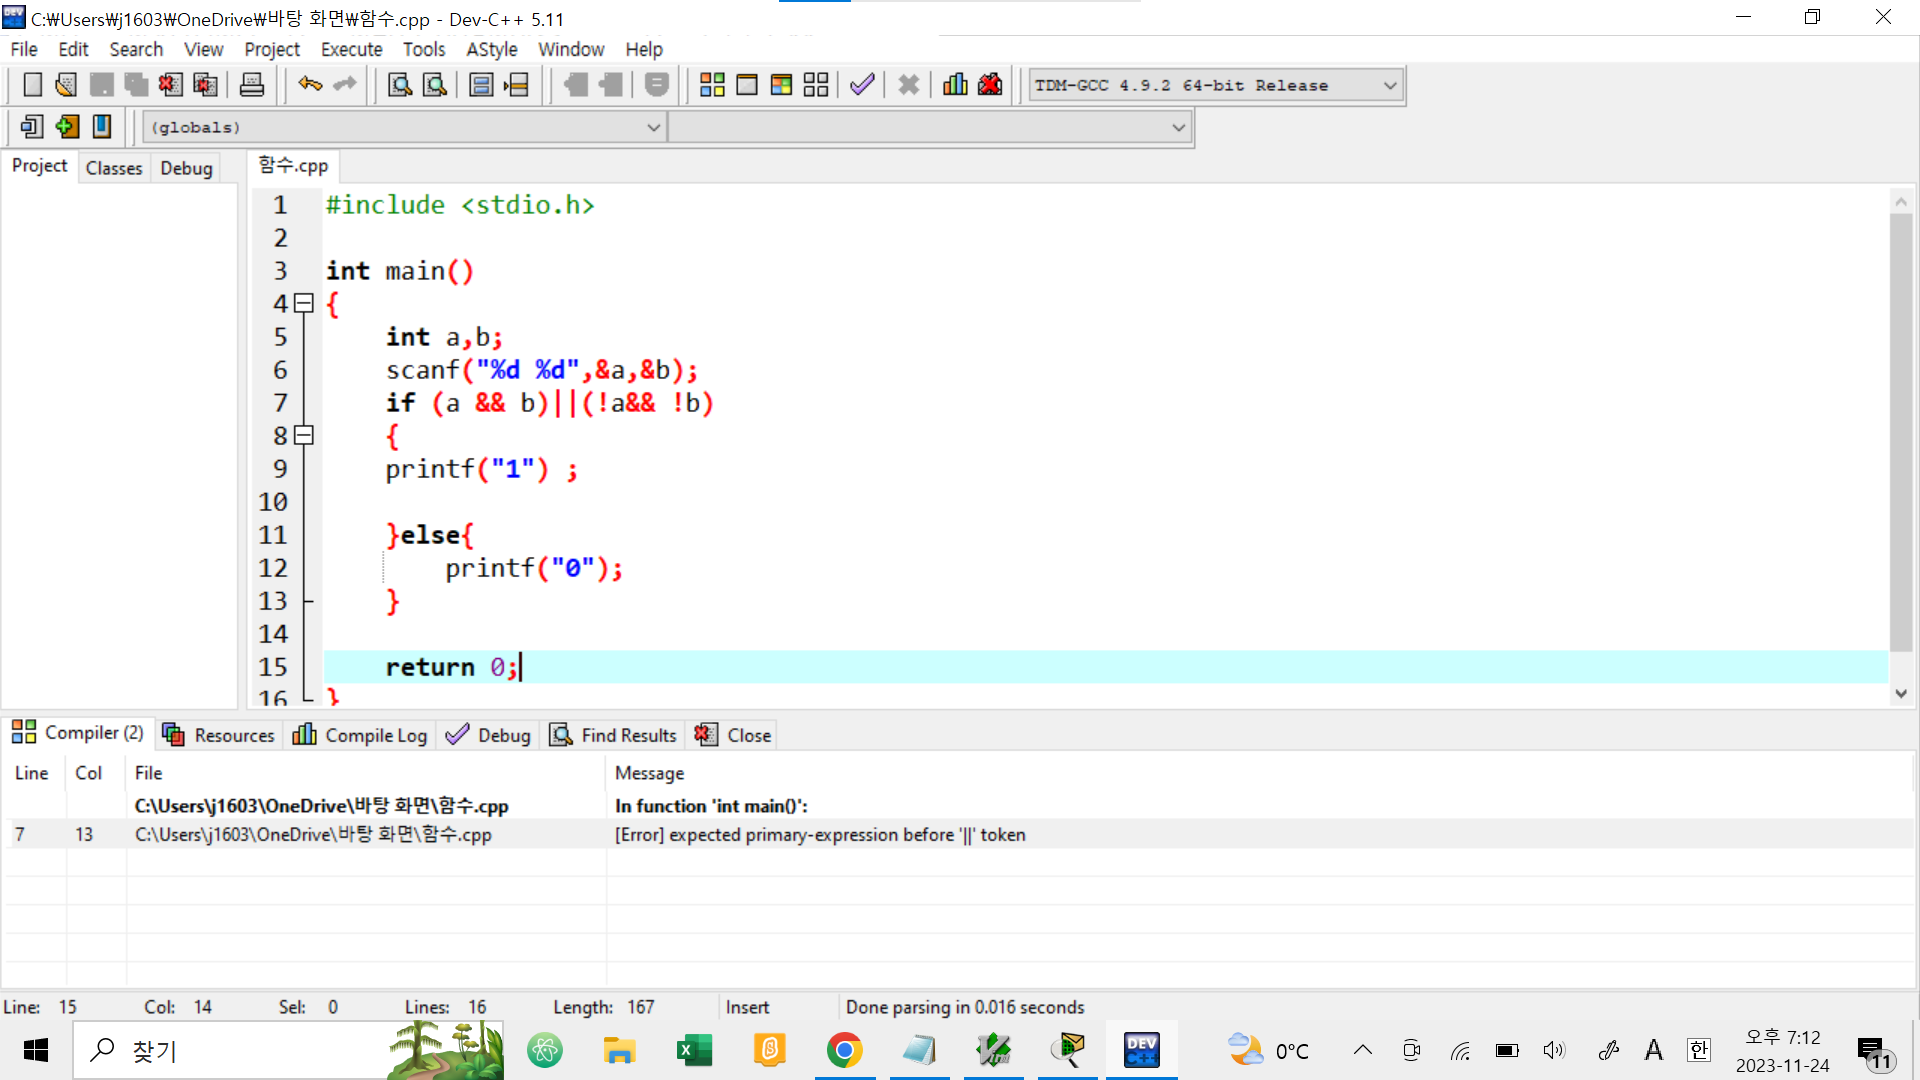 C:\Users\j1603\OneDrive\바탕 화면\함수.cpp - Dev-C++ 5.11
File Edit Search View Project Execute Tools AStyle Window Help
TDM-GCC 4.9.2 64-bit Release
(globals)
Project Classes Debug
함수.cpp
1 #include <stdio.h>
2
3 int main()
4 {
5 int a,b;
6 scanf("%d %d",&a,&b);
7 if (a && b)||(!a&& !b)
8 {
9 printf("1") ;
10
11 }else{
12 printf("0");
13 }
14
15 return 0;
16 }
Compiler (2) Resources Compile Log Debug Find Results Close
Line Col File Message
C:\Users\j1603\OneDrive\바탕 화면\함수.cpp In function 'int main()':
7 13 C:\Users\j1603\OneDrive\바탕 화면\함수.cpp [Error] expected primary-expression before '||' token
Line: 15 Col: 14 Sel: 0 Lines: 16 Length: 167 Insert Done parsing in 0.016 seconds
찾기
DEV
0°C
A
한
오후 7:12
2023-11-24
11